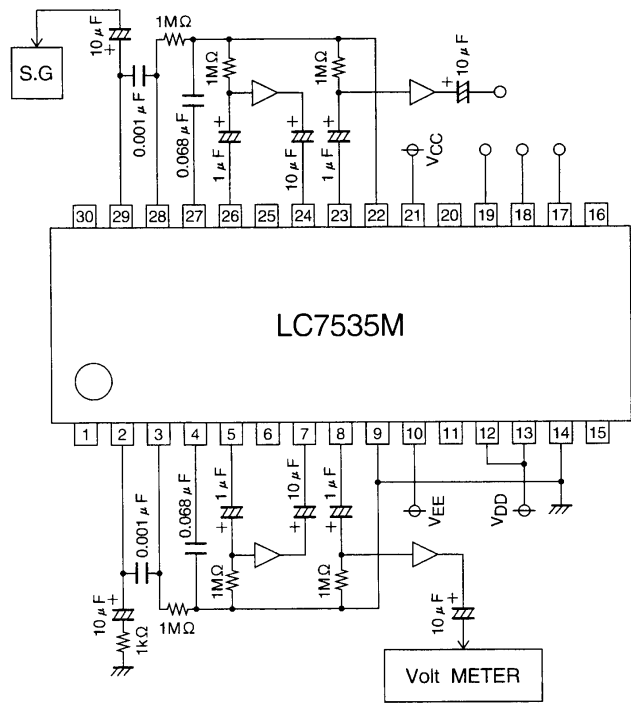 S.G
10 μF
+
1MΩ
0.001 μF
0.068 μF
1MΩ
+
1 μF
+
10 μF
1MΩ
+
1 μF
+
10 μF
VCC
30 29 28 27 26 25 24 23 22 21 20 19 18 17 16
LC7535M
1 2 3 4 5 6 7 8 9 10 11 12 13 14 15
10 μF
+
1kΩ
0.001 μF
1MΩ
0.068 μF
1 μF
+
1MΩ
10 μF
+
1 μF
+
1MΩ
VEE
VDD
10 μF
+
Volt METER